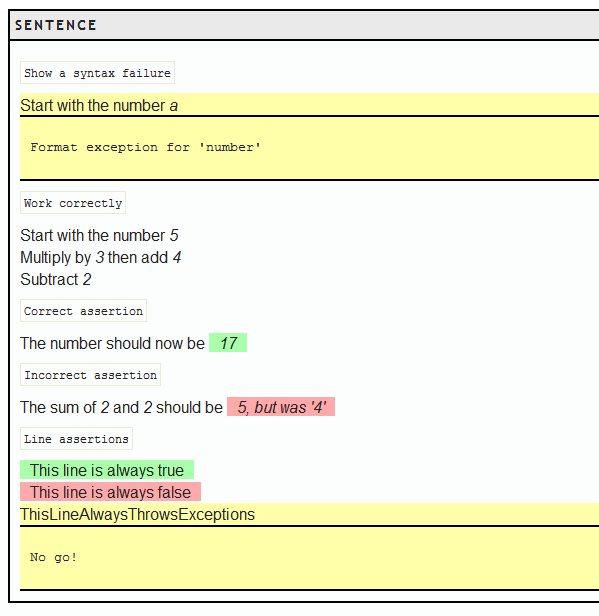 SENTENCE
Show a syntax failure
Start with the number a
Format exception for 'number'
Work correctly
Start with the number 5
Multiply by 3 then add 4
Subtract 2
Correct assertion
The number should now be 17
Incorrect assertion
The sum of 2 and 2 should be 5, but was '4'
Line assertions
This line is always true
This line is always false
ThisLineAlwaysThrowsExceptions
No go!